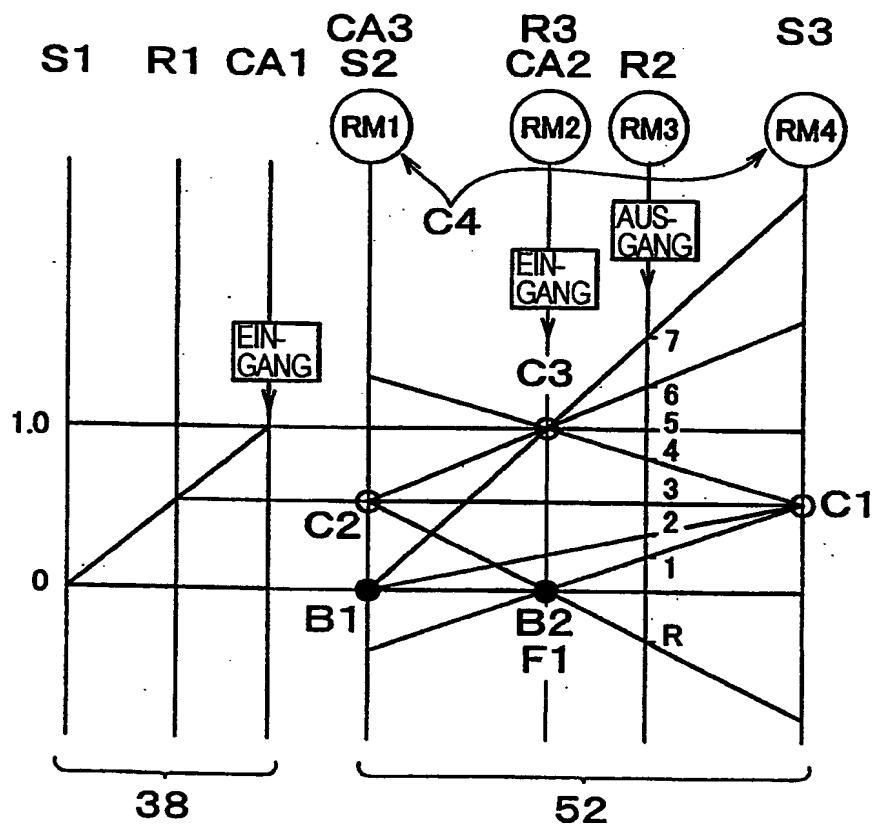 CA3 R3 S3
S1 R1 CA1 S2 CA2 R2
RM1 RM2 RM3 RM4
C4
AUS-
GANG
EIN-
GANG
EIN-
GANG
C3
7
6
1.0 5
4
3
C2 C1
2
0 1
B1 B2
F1
R
38 52